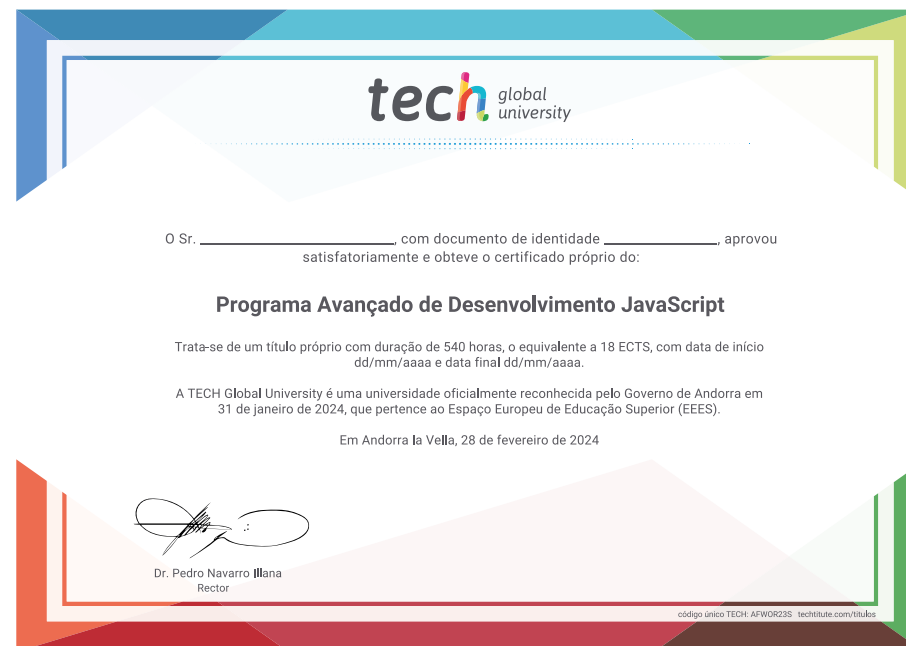 tech global
university
O Sr. ____________________, com documento de identidade ____________, aprovou
satisfatoriamente e obteve o certificado próprio do:
Programa Avançado de Desenvolvimento JavaScript
Trata-se de um título próprio com duração de 540 horas, o equivalente a 18 ECTS, com data de início
dd/mm/aaaa e data final dd/mm/aaaa.
A TECH Global University é uma universidade oficialmente reconhecida pelo Governo de Andorra em
31 de janeiro de 2024, que pertence ao Espaço Europeu de Educação Superior (EEES).
Em Andorra la Vella, 28 de fevereiro de 2024
Dr. Pedro Navarro Illana
Rector
código único TECH: AFWOR23S techtitute.com/titulos